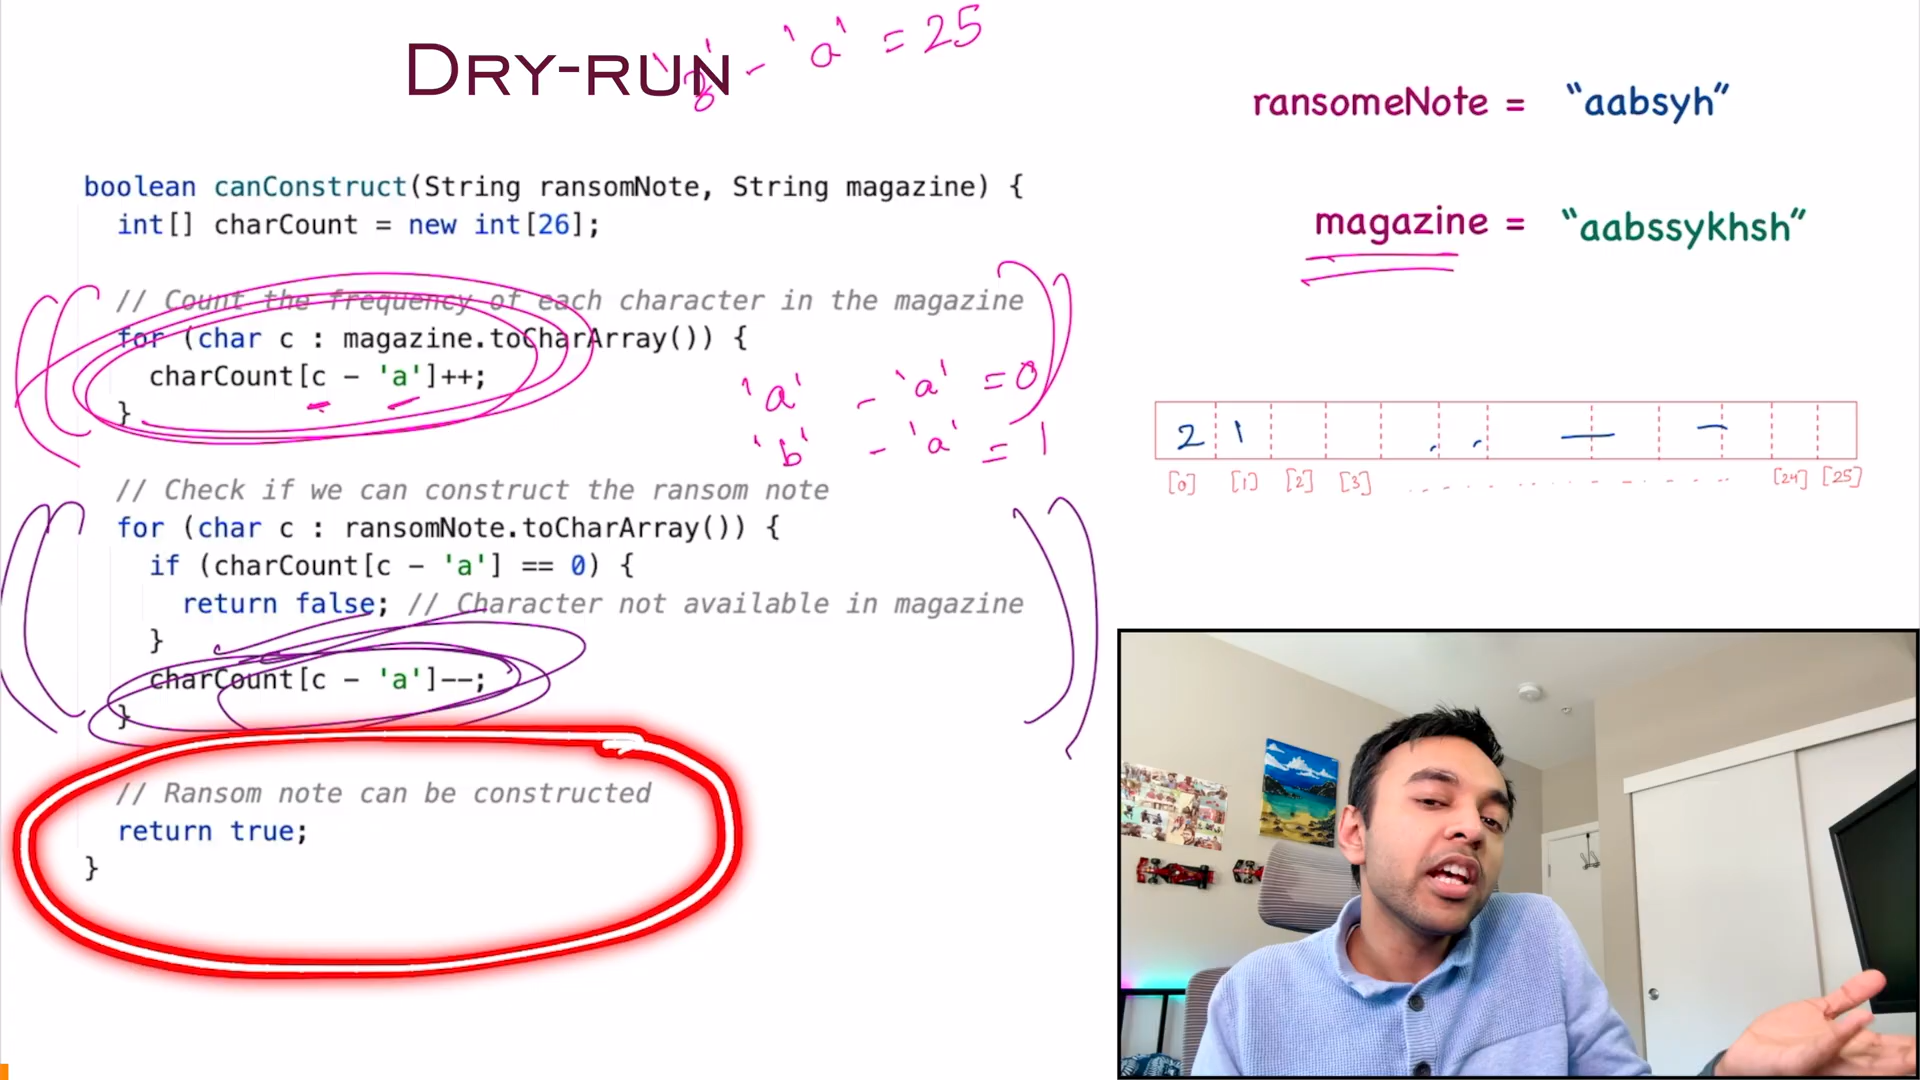 DRY-RUN
'z' - 'a' = 25
ransomeNote = "aabsyh"
magazine = "aabssykhsh"
boolean canConstruct(String ransomNote, String magazine) {
int[] charCount = new int[26];
// Count the frequency of each character in the magazine
for (char c : magazine.toCharArray()) {
charCount[c - 'a']++;
}
'a' - 'a' = 0
'b' - 'a' = 1
2 1
[0] [1] [2] [3] [24] [25]
// Check if we can construct the ransom note
for (char c : ransomNote.toCharArray()) {
if (charCount[c - 'a'] == 0) {
return false; // Character not available in magazine
}
charCount[c - 'a']--;
}
// Ransom note can be constructed
return true;
}